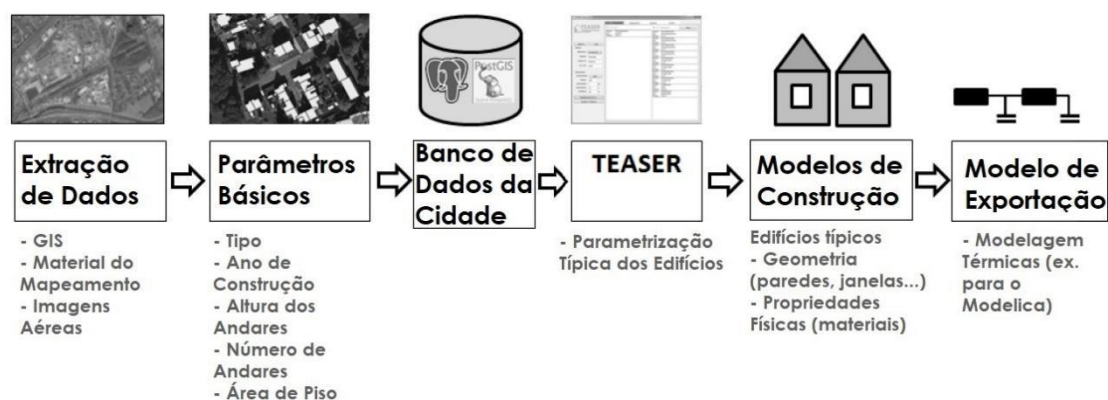 PostGIS
TEASER
Extração
de Dados
Parâmetros
Básicos
Banco de
Dados da
Cidade
TEASER
Modelos de
Construção
Modelo de
Exportação
- GIS
- Material do
Mapeamento
- Imagens
Aéreas
- Tipo
- Ano de
Construção
- Altura dos
Andares
- Número de
Andares
- Área de Piso
- Parametrização
Típica dos Edifícios
Edifícios típicos
- Geometria
(paredes, janelas...)
- Propriedades
Físicas (materiais)
- Modelagem
Térmicas (ex.
para o
Modelica)